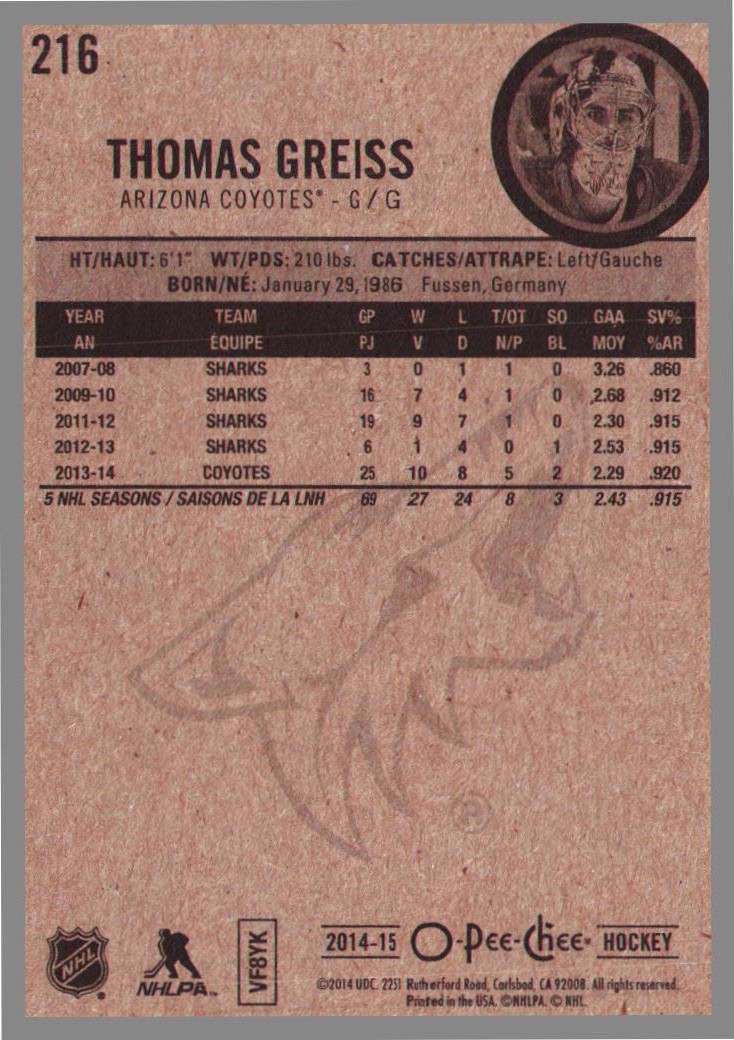 216
THOMAS GREISS
ARIZONA COYOTES® - G / G
HT/HAUT: 6'1" WT/PDS: 210 lbs. CATCHES/ATTRAPE: Left/Gauche
BORN/NÉ: January 29, 1986 Fussen, Germany
YEAR TEAM GP W L T/OT SO GAA SV%
AN ÉQUIPE PJ V D N/P BL MOY %AR
2007-08 SHARKS 3 0 1 1 0 3.26 .860
2009-10 SHARKS 16 7 4 1 0 2.68 .912
2011-12 SHARKS 19 9 7 1 0 2.30 .915
2012-13 SHARKS 6 1 4 0 1 2.53 .915
2013-14 COYOTES 25 10 8 5 2 2.29 .920
5 NHL SEASONS / SAISONS DE LA LNH 69 27 24 8 3 2.43 .915
®
NHL
NHLPA™
VF8YK
2014-15 O-Pee-Chee® HOCKEY
©2014 UDC. 2251 Rutherford Road, Carlsbad, CA 92008. All rights reserved.
Printed in the USA. ©NHLPA. © NHL.